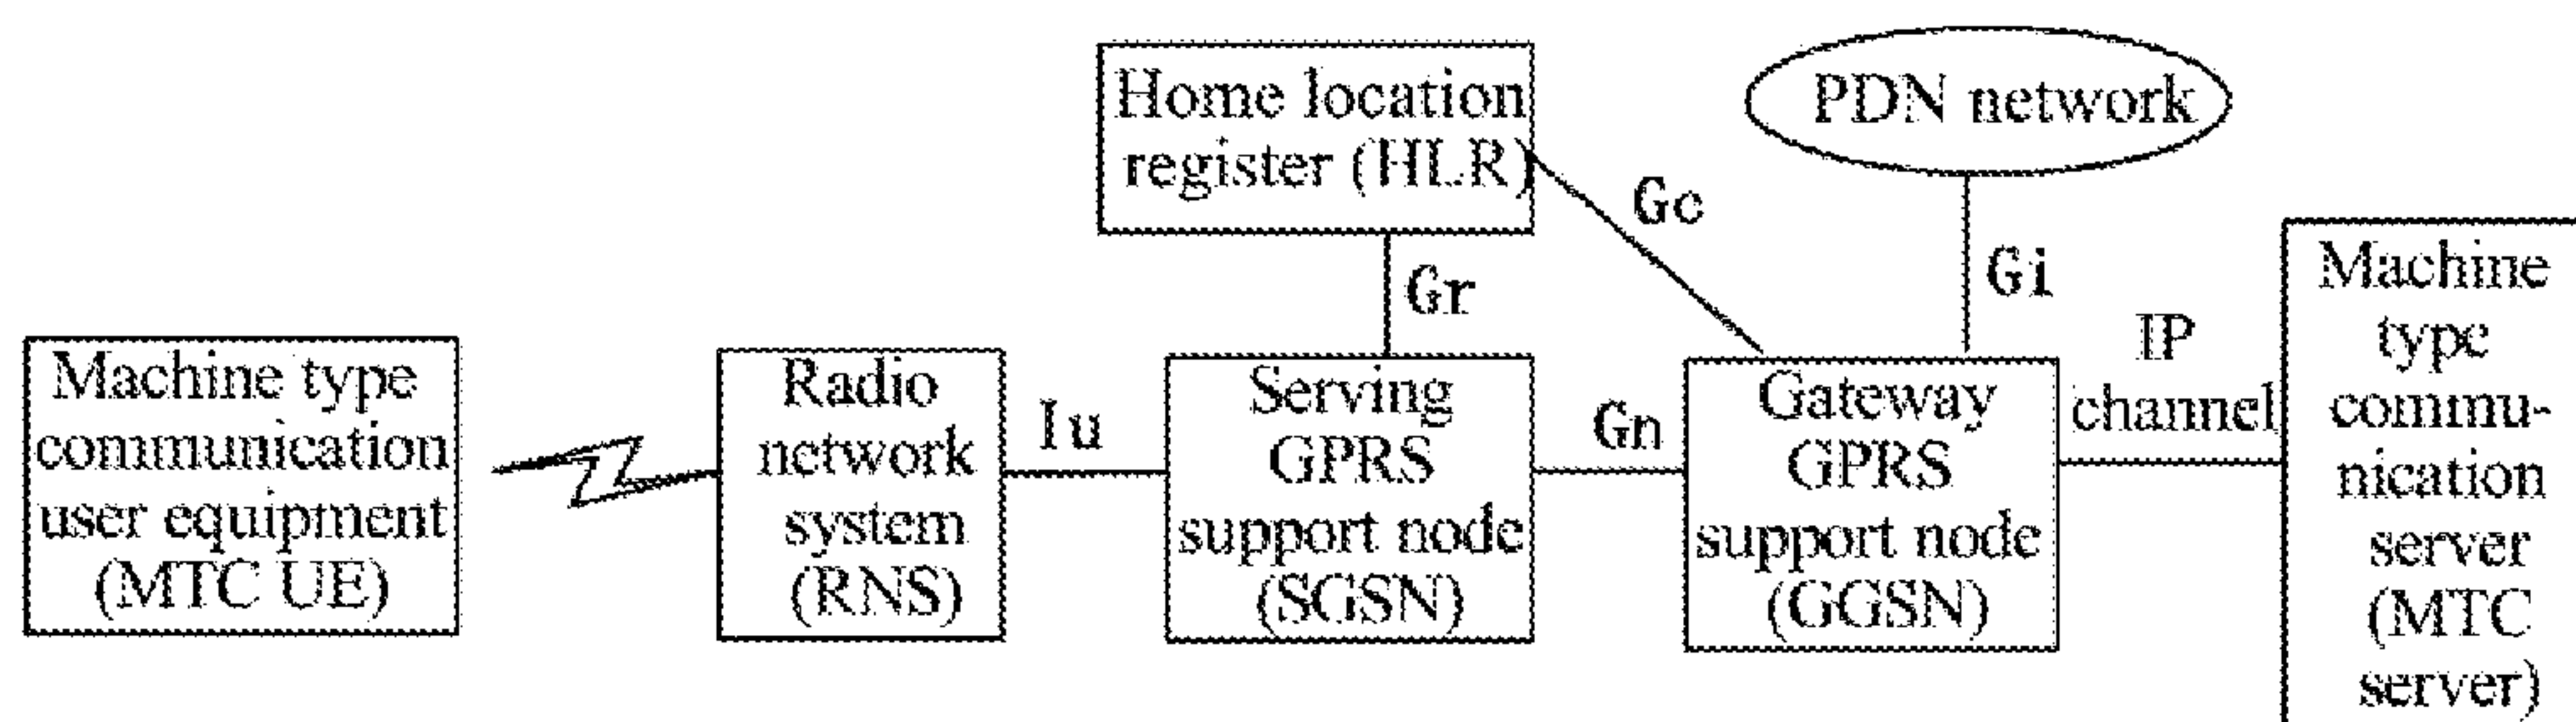 Home location
register (HLR)
PDN network
Gc
Gr
Gi
Machine type
communication
user equipment
(MTC UE)
Radio
network
system
(RNS)
Iu
Serving
GPRS
support node
(SGSN)
Gn
Gateway
GPRS
support node
(GGSN)
IP
channel
Machine
type
commu-
nication
server
(MTC
server)